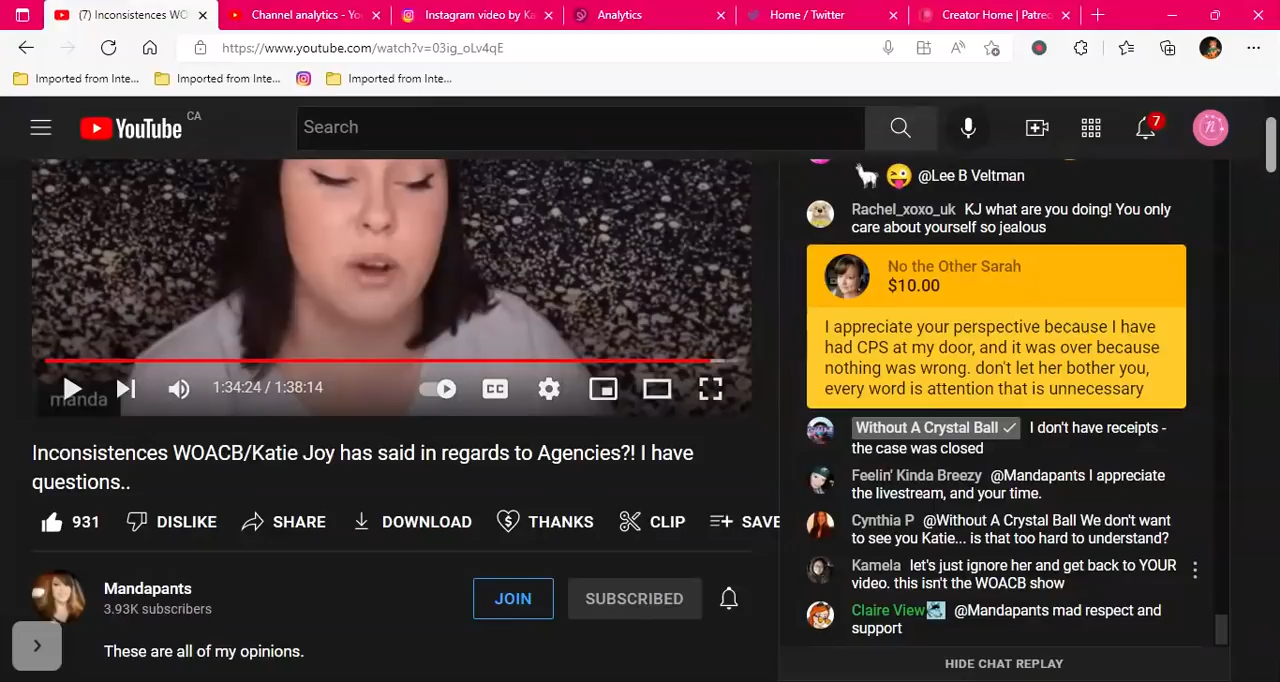 (7) Inconsistences WO
Channel analytics - Yo
Instagram video by Ka
Analytics
Home / Twitter
Creator Home | Patreo
https://www.youtube.com/watch?v=03ig_oLv4qE
Imported from Inte...
Imported from Inte...
Imported from Inte...
YouTube CA
Search
7
manda
1:34:24 / 1:38:14
CC
Inconsistences WOACB/Katie Joy has said in regards to Agencies?! I have
questions..
931
DISLIKE
SHARE
DOWNLOAD
THANKS
CLIP
SAVE
Mandapants
3.93K subscribers
JOIN
SUBSCRIBED
These are all of my opinions.
@Lee B Veltman
Rachel_xoxo_uk KJ what are you doing! You only
care about yourself so jealous
No the Other Sarah
$10.00
I appreciate your perspective because I have
had CPS at my door, and it was over because
nothing was wrong. don't let her bother you,
every word is attention that is unnecessary
Without A Crystal Ball I don't have receipts -
the case was closed
Feelin' Kinda Breezy @Mandapants I appreciate
the livestream, and your time.
Cynthia P @Without A Crystal Ball We don't want
to see you Katie... is that too hard to understand?
Kamela let's just ignore her and get back to YOUR
video. this isn't the WOACB show
Claire View @Mandapants mad respect and
support
HIDE CHAT REPLAY